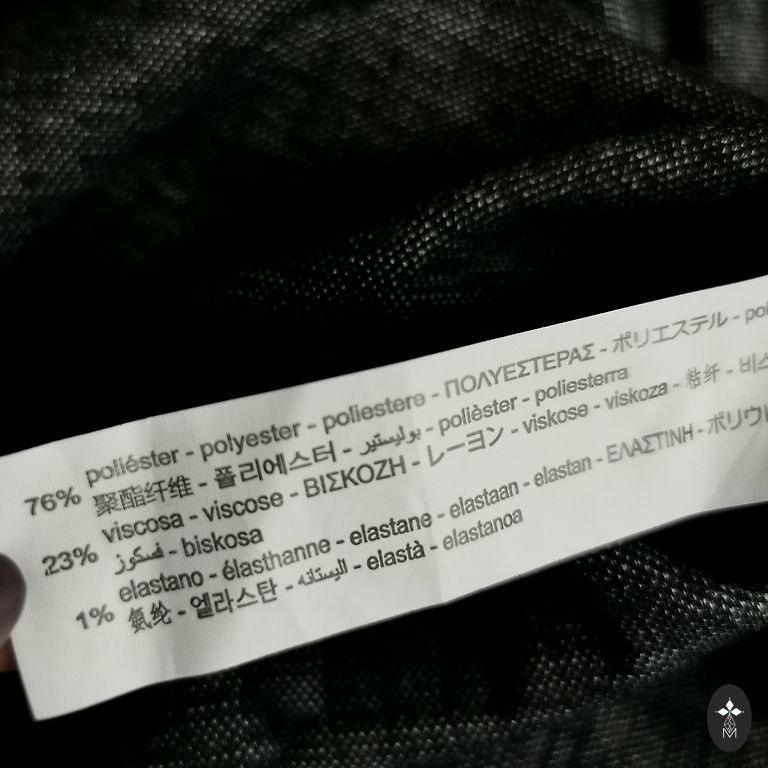 76% poliéster - polyester - poliestere - ΠΟΛΥΕΣΤΕΡΑΣ - ポリエステル - pol
聚酯纤维 - 폴리에스터 - بوليستير - polièster - poliesterra
23% viscosa - viscose - ΒΙΣΚΟΖΗ - レーヨン - viskose - viskoza - 粘纤 - 비스
فسكوز - biskosa
1% elastano - élasthanne - elastane - elastaan - elastan - ΕΛΑΣΤΙΝΗ - ポリウ
氨纶 - 엘라스탄 - اليستانه - elastà - elastanoa
M